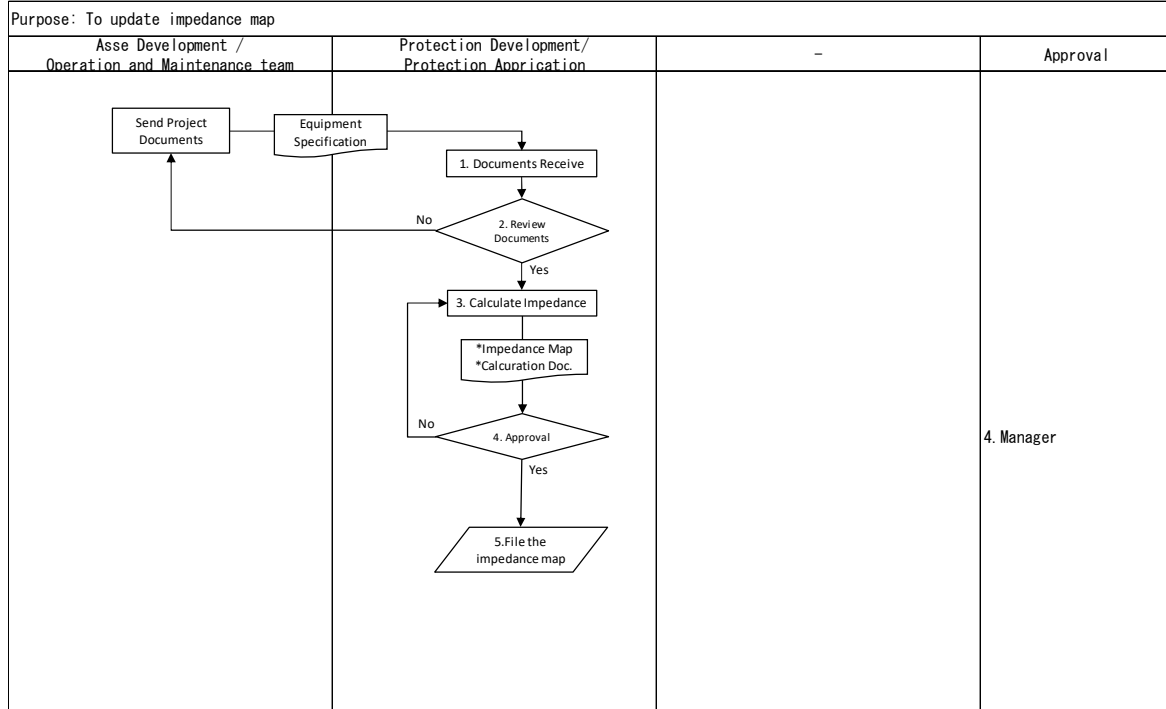 Purpose: To update impedance map
Asse Development /
Operation and Maintenance team
Protection Development/
Protection Apprication
-
Approval
Send Project
Documents
Equipment
Specification
1. Documents Receive
No
2. Review
Documents
Yes
3. Calculate Impedance
*Impedance Map
*Calcuration Doc.
No
4. Approval
4. Manager
Yes
5.File the
impedance map